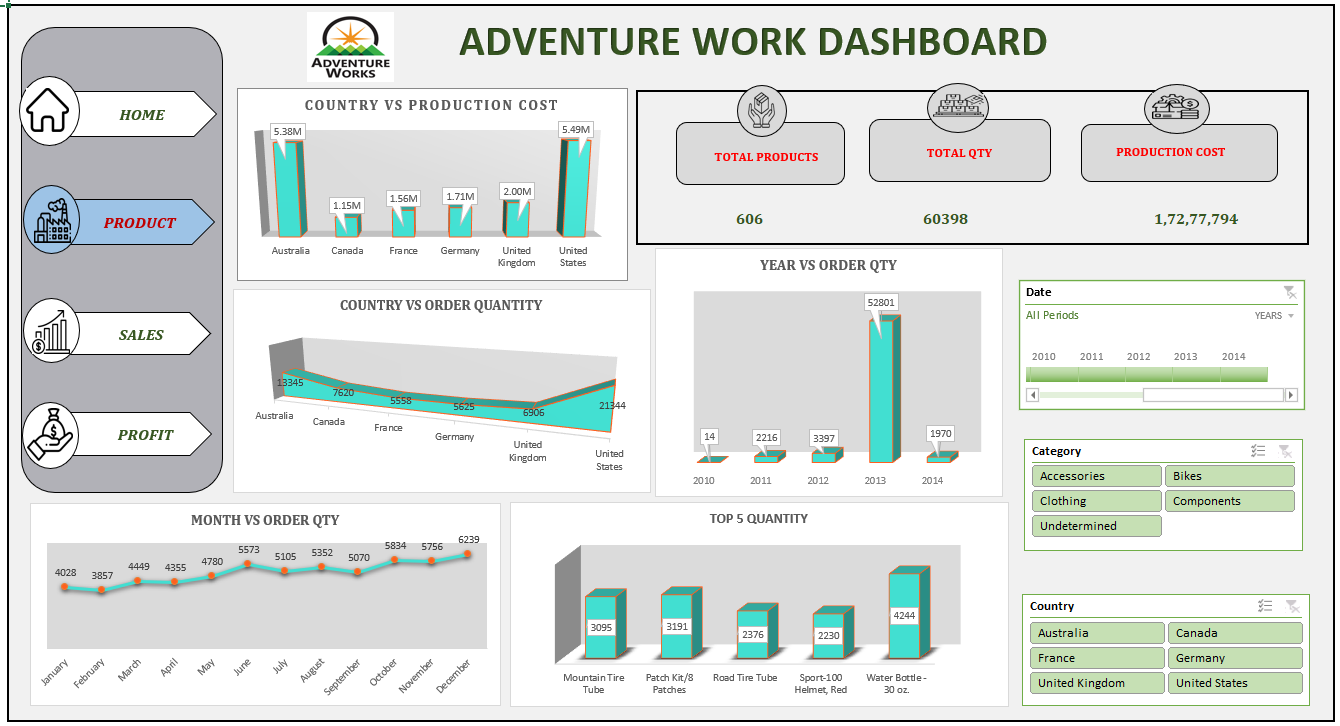 ADVENTURE WORK DASHBOARD
ADVENTURE
WORKS
HOME
PRODUCT
SALES
PROFIT
COUNTRY VS PRODUCTION COST
5.38M
1.15M
1.56M
1.71M
2.00M
5.49M
Australia
Canada
France
Germany
United
Kingdom
United
States
TOTAL PRODUCTS
606
TOTAL QTY
60398
PRODUCTION COST
1,72,77,794
COUNTRY VS ORDER QUANTITY
13345
7620
5558
5625
6906
21344
Australia
Canada
France
Germany
United
Kingdom
United
States
YEAR VS ORDER QTY
14
2216
3397
52801
1970
2010
2011
2012
2013
2014
Date
All Periods
YEARS
2010
2011
2012
2013
2014
Category
Accessories
Bikes
Clothing
Components
Undetermined
MONTH VS ORDER QTY
4028
3857
4449
4355
4780
5573
5105
5352
5070
5834
5756
6239
January
February
March
April
May
June
July
August
September
October
November
December
TOP 5 QUANTITY
3095
3191
2376
2230
4244
Mountain Tire
Tube
Patch Kit/8
Patches
Road Tire Tube
Sport-100
Helmet, Red
Water Bottle -
30 oz.
Country
Australia
Canada
France
Germany
United Kingdom
United States